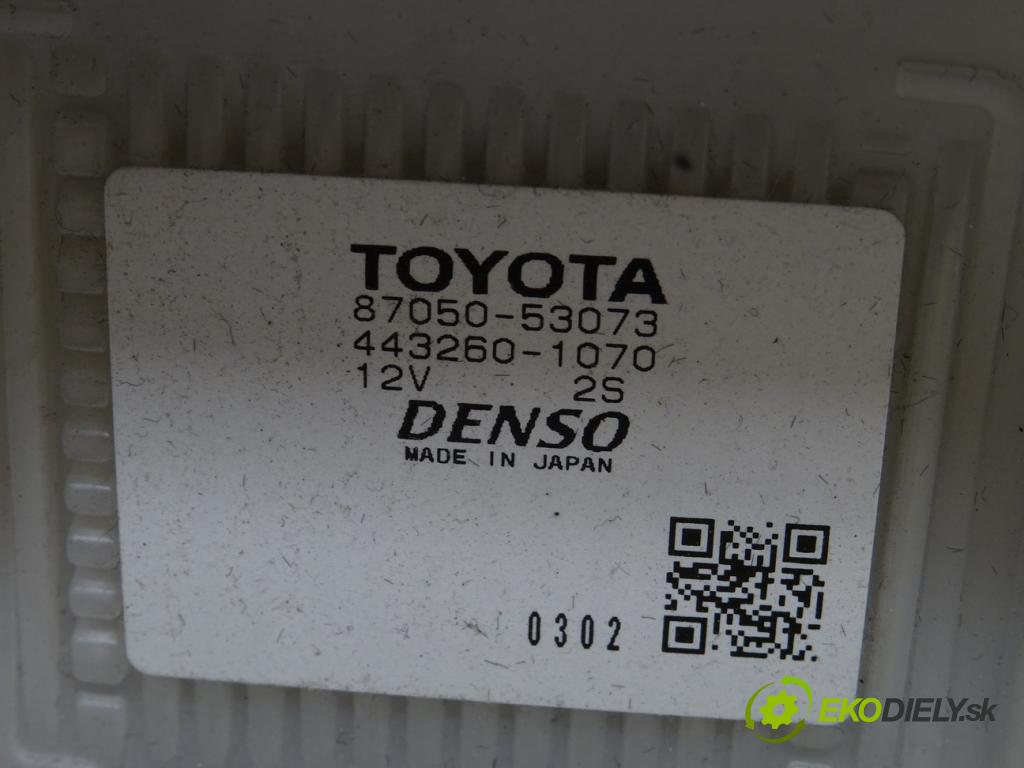 TOYOTA
87050-53073
443260-1070
12V 2S
DENSO
MADE IN JAPAN
0302
EKODIELY.sk